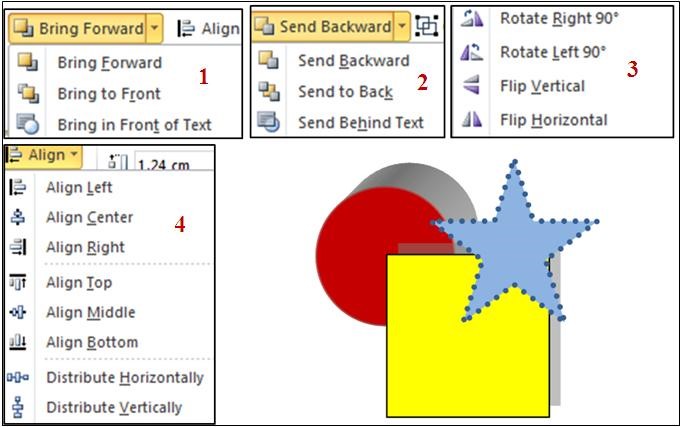 Bring Forward Align
Bring Forward
Bring to Front
Bring in Front of Text
1
Send Backward
Send Backward
Send to Back
Send Behind Text
2
Rotate Right 90°
Rotate Left 90°
Flip Vertical
Flip Horizontal
3
Align 1.24 cm
Align Left
Align Center
Align Right
Align Top
Align Middle
Align Bottom
Distribute Horizontally
Distribute Vertically
4